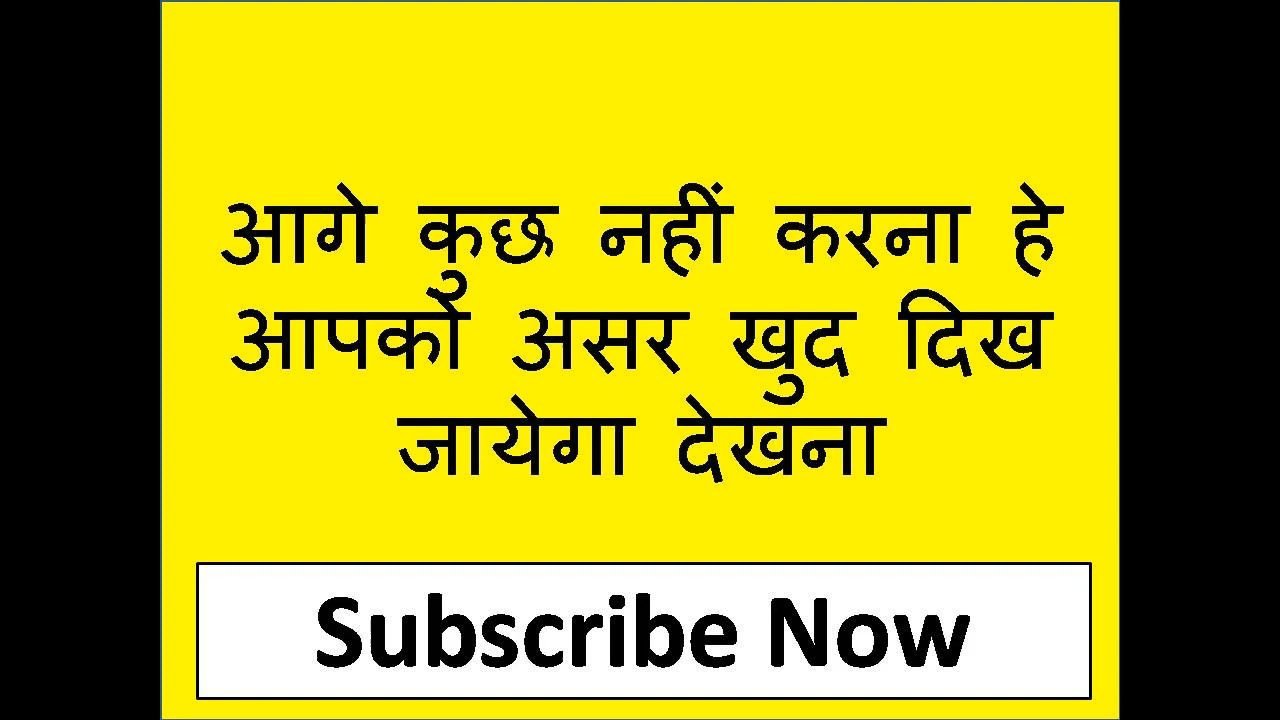 आगे कुछ नहीं करना हे
आपको असर खुद दिख
जायेगा देखना
Subscribe Now